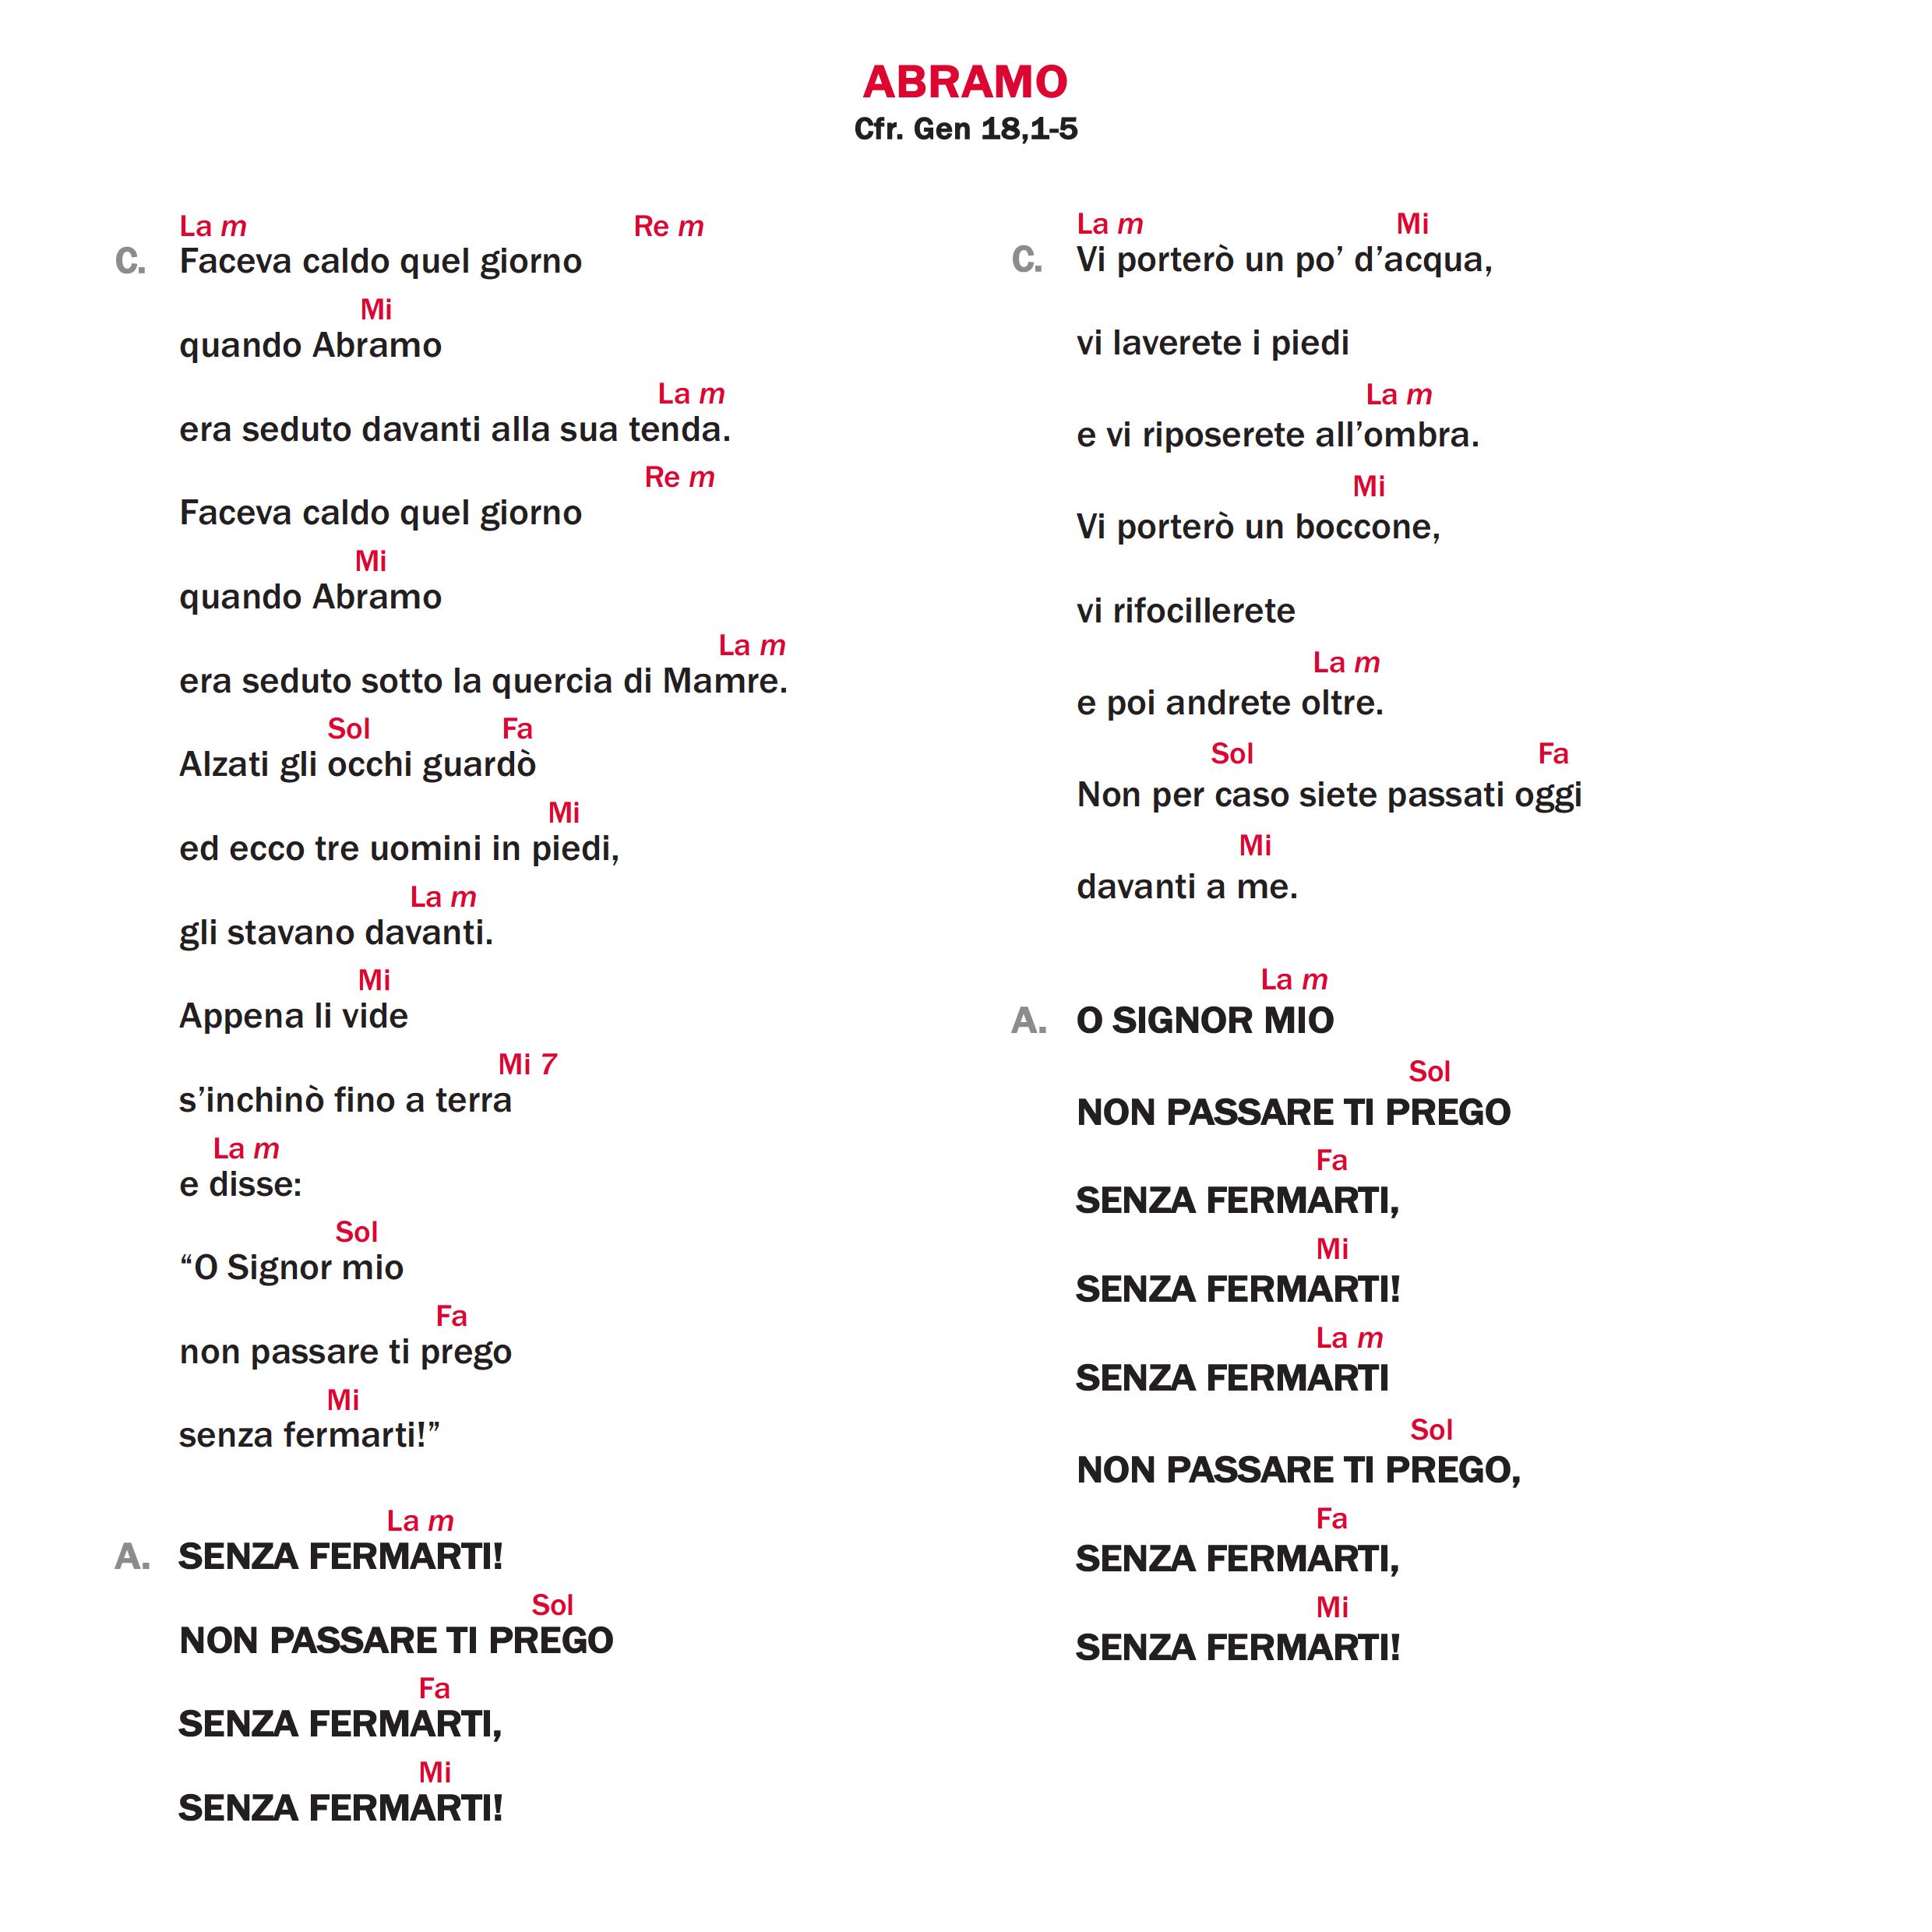 ABRAMO
Cfr. Gen 18,1-5
La m Re m
C. Faceva caldo quel giorno
Mi
quando Abramo
La m
era seduto davanti alla sua tenda.
Re m
Faceva caldo quel giorno
Mi
quando Abramo
La m
era seduto sotto la quercia di Mamre.
Sol Fa
Alzati gli occhi guardò
Mi
ed ecco tre uomini in piedi,
La m
gli stavano davanti.
Mi
Appena li vide
Mi 7
s’inchinò fino a terra
La m
e disse:
Sol
“O Signor mio
Fa
non passare ti prego
Mi
senza fermarti!”
La m
A. SENZA FERMARTI!
Sol
NON PASSARE TI PREGO
Fa
SENZA FERMARTI,
Mi
SENZA FERMARTI!
La m Mi
C. Vi porterò un po’ d’acqua,
vi laverete i piedi
La m
e vi riposerete all’ombra.
Mi
Vi porterò un boccone,
vi rifocillerete
La m
e poi andrete oltre.
Sol Fa
Non per caso siete passati oggi
Mi
davanti a me.
La m
A. O SIGNOR MIO
Sol
NON PASSARE TI PREGO
Fa
SENZA FERMARTI,
Mi
SENZA FERMARTI!
La m
SENZA FERMARTI
Sol
NON PASSARE TI PREGO,
Fa
SENZA FERMARTI,
Mi
SENZA FERMARTI!